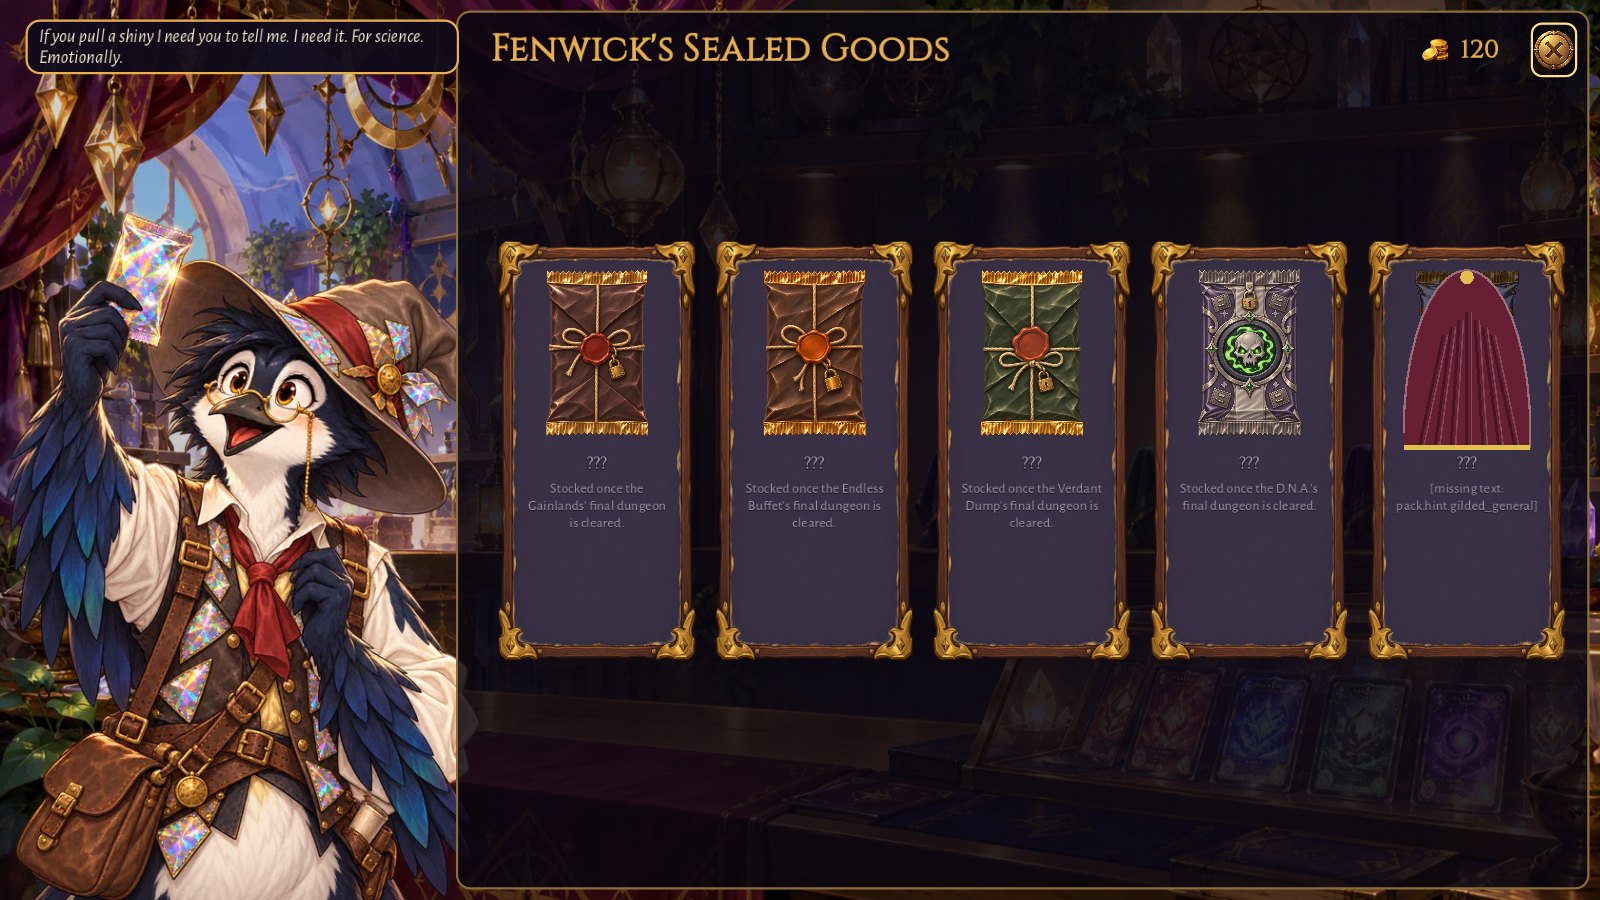 If you pull a shiny I need you to tell me. I need it. For science.
Emotionally.
Fenwick's Sealed Goods
120
???
Stocked once the
Gainlands' final dungeon
is cleared.
???
Stocked once the Endless
Buffet's final dungeon is
cleared.
???
Stocked once the Verdant
Dump's final dungeon is
cleared.
???
Stocked once the D.N.A.'s
final dungeon is cleared.
???
[missing text:
pack.hint.gilded_general]